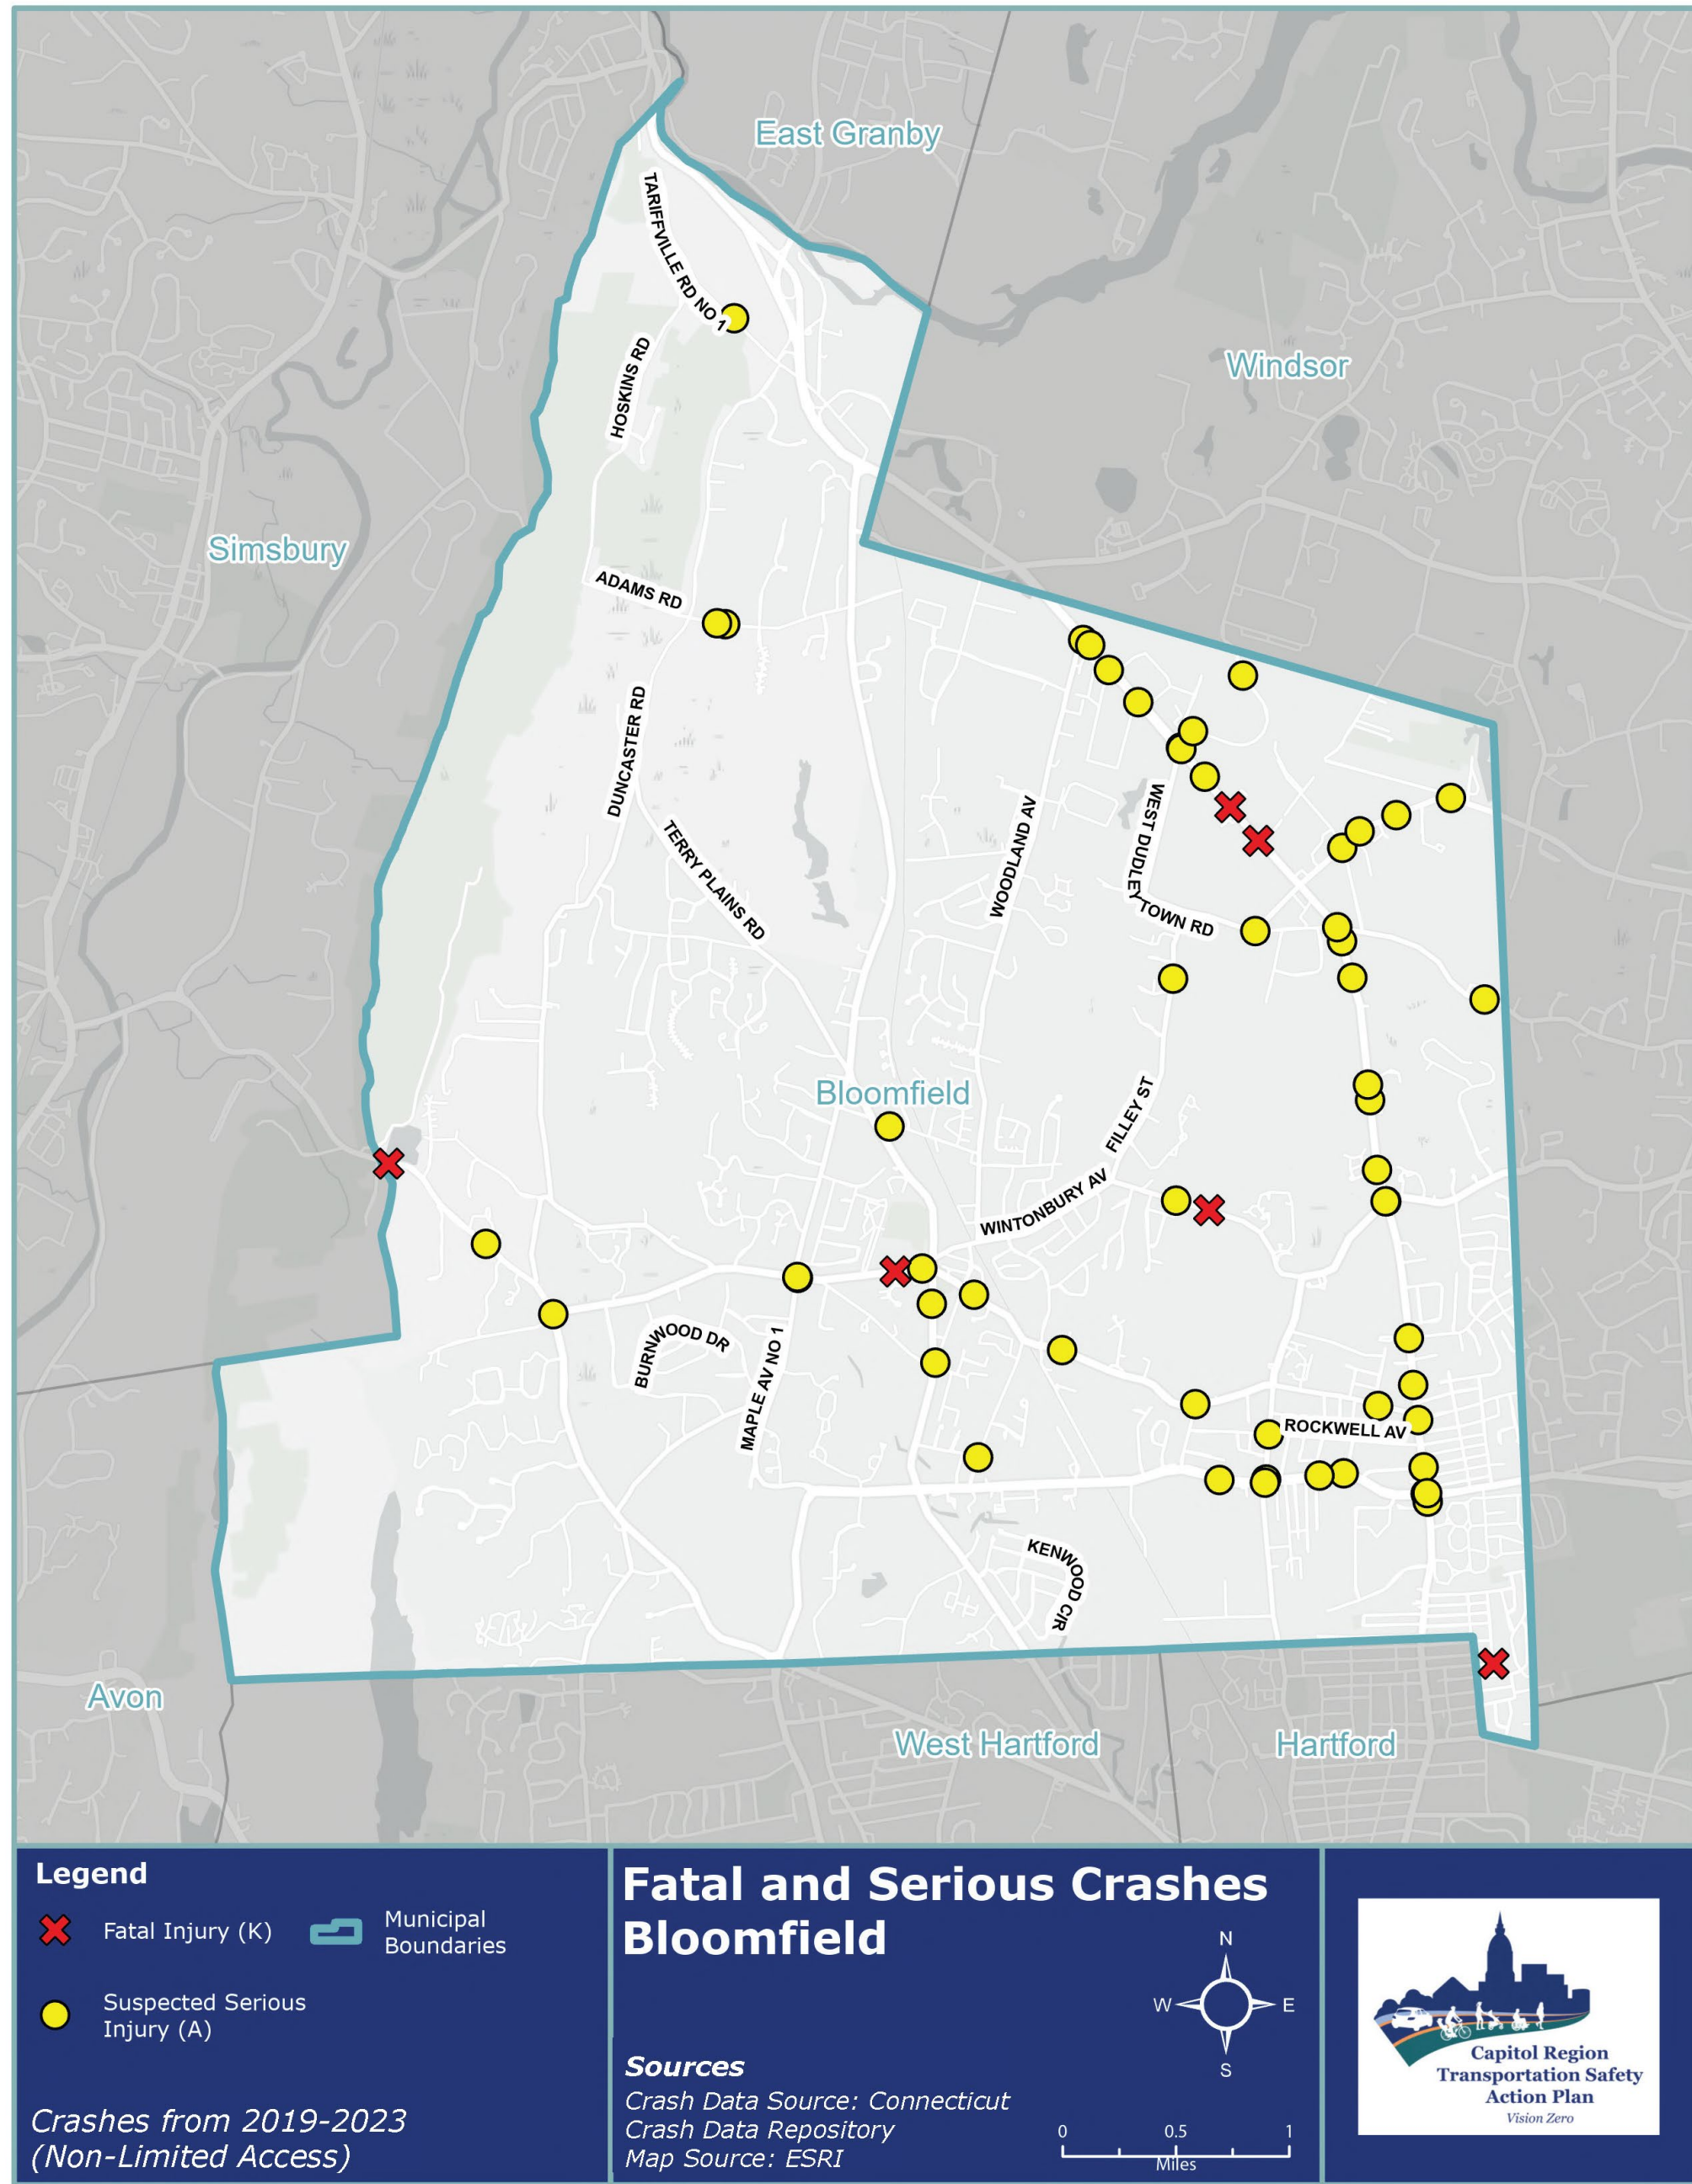 East Granby
TARIFFVILLE RD NO 1
Windsor
HOSKINS RD
Simsbury
ADAMS RD
DUNCASTER RD
WEST DUDLEY TOWN RD
WOODLAND AV
TERRY PLAINS RD
Bloomfield
FILLEY ST
WINTONBURY AV
BURNWOOD DR
MAPLE AV NO 1
ROCKWELL AV
KENWOOD CIR
Avon
West Hartford
Hartford
Legend
Fatal Injury (K)
Municipal
Boundaries
Suspected Serious
Injury (A)
Crashes from 2019-2023
(Non-Limited Access)
Fatal and Serious Crashes
Bloomfield
N
W E
S
Sources
Crash Data Source: Connecticut
Crash Data Repository
Map Source: ESRI
0 0.5 1
Miles
Capitol Region
Transportation Safety
Action Plan
Vision Zero